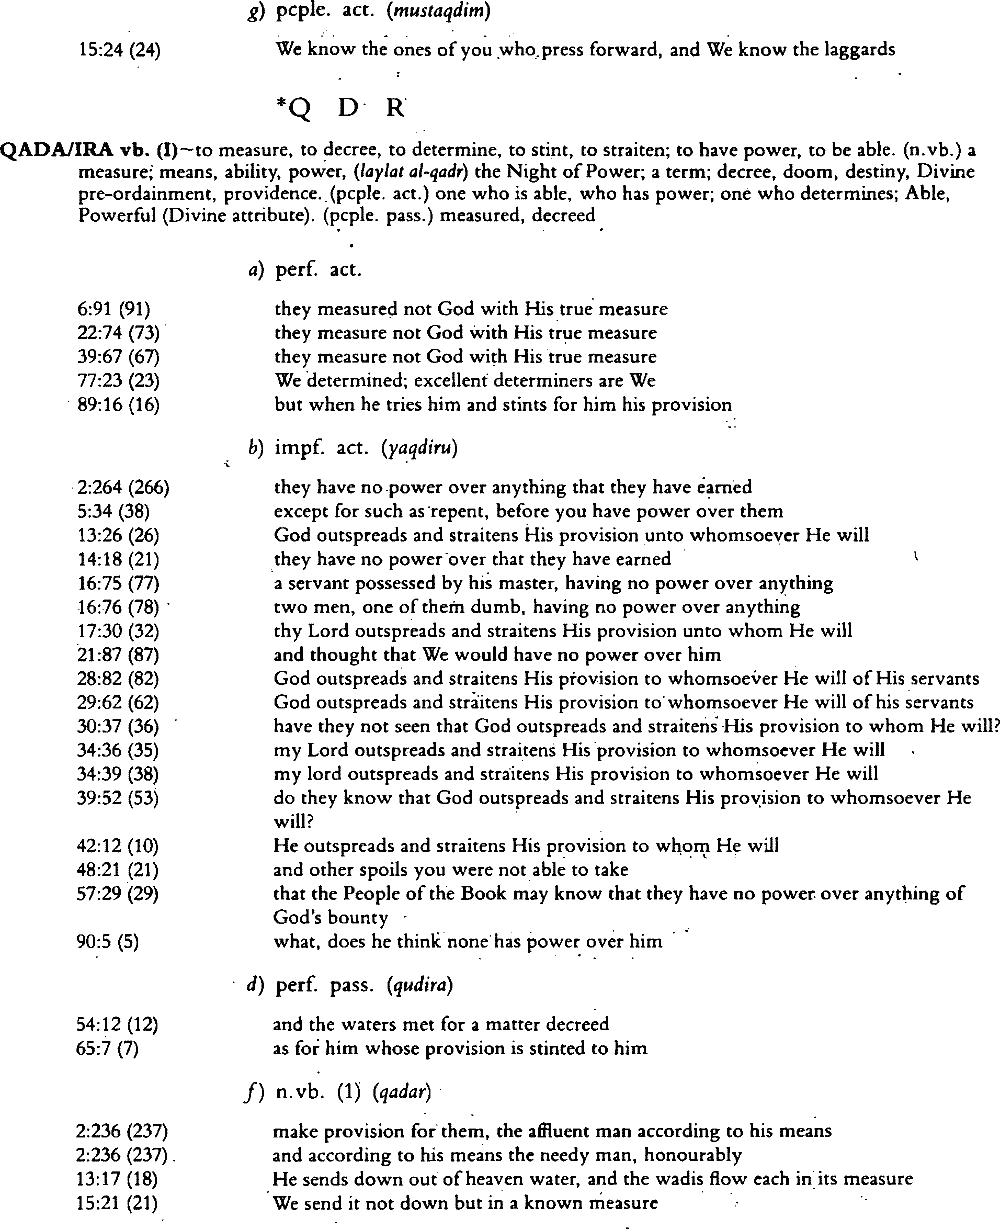 g) pcple. act. (mustaqdim)
15:24 (24) We know the ones of you who press forward, and We know the laggards
*Q D R
QADA/IRA vb. (I)~to measure, to decree, to determine, to stint, to straiten; to have power, to be able. (n.vb.) a
measure; means, ability, power, (laylat al-qadr) the Night of Power; a term; decree, doom, destiny, Divine
pre-ordainment, providence. (pcple. act.) one who is able, who has power; one who determines; Able,
Powerful (Divine attribute). (pcple. pass.) measured, decreed
a) perf. act.
6:91 (91) they measured not God with His true measure
22:74 (73) they measure not God with His true measure
39:67 (67) they measure not God with His true measure
77:23 (23) We determined; excellent determiners are We
89:16 (16) but when he tries him and stints for him his provision
b) impf. act. (yaqdiru)
2:264 (266) they have no power over anything that they have earned
5:34 (38) except for such as repent, before you have power over them
13:26 (26) God outspreads and straitens His provision unto whomsoever He will
14:18 (21) they have no power over that they have earned
16:75 (77) a servant possessed by his master, having no power over anything
16:76 (78) two men, one of them dumb, having no power over anything
17:30 (32) thy Lord outspreads and straitens His provision unto whom He will
21:87 (87) and thought that We would have no power over him
28:82 (82) God outspreads and straitens His provision to whomsoever He will of His servants
29:62 (62) God outspreads and straitens His provision to whomsoever He will of his servants
30:37 (36) have they not seen that God outspreads and straitens His provision to whom He will?
34:36 (35) my Lord outspreads and straitens His provision to whomsoever He will
34:39 (38) my lord outspreads and straitens His provision to whomsoever He will
39:52 (53) do they know that God outspreads and straitens His provision to whomsoever He
will?
42:12 (10) He outspreads and straitens His provision to whom He will
48:21 (21) and other spoils you were not able to take
57:29 (29) that the People of the Book may know that they have no power over anything of
God's bounty
90:5 (5) what, does he think none has power over him
d) perf. pass. (qudira)
54:12 (12) and the waters met for a matter decreed
65:7 (7) as for him whose provision is stinted to him
f) n.vb. (1) (qadar)
2:236 (237) make provision for them, the affluent man according to his means
2:236 (237) and according to his means the needy man, honourably
13:17 (18) He sends down out of heaven water, and the wadis flow each in its measure
15:21 (21) We send it not down but in a known measure